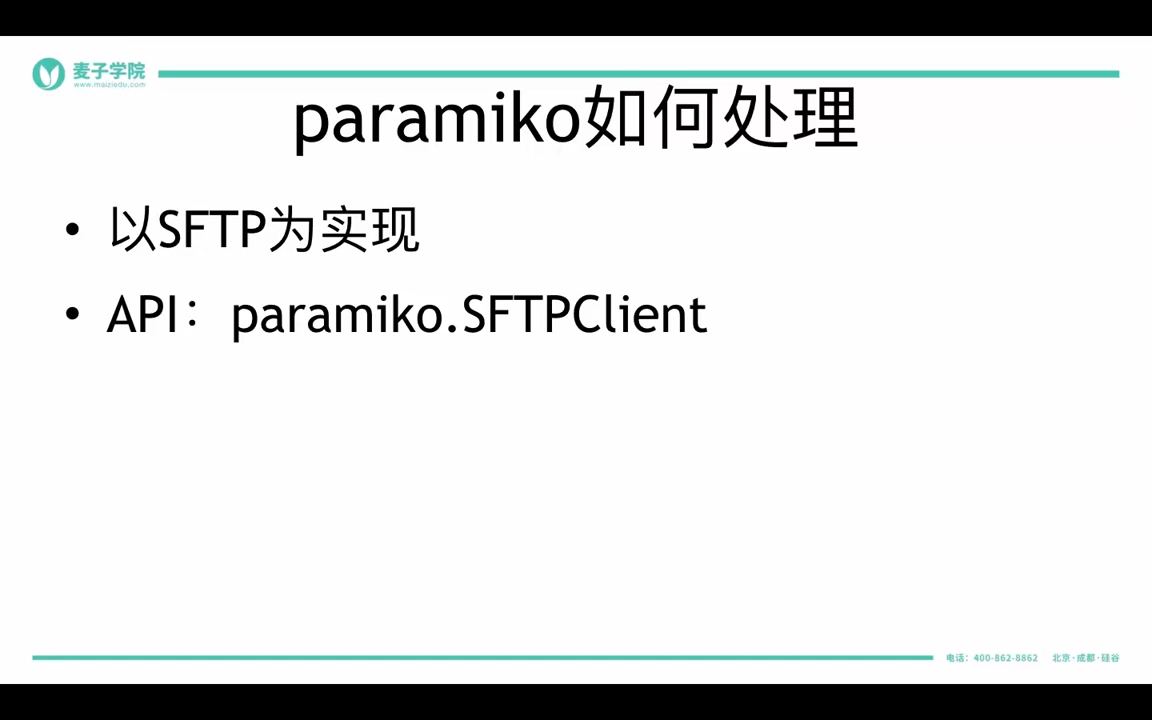 麦子学院
www.maiziedu.com
paramiko如何处理
• 以SFTP为实现
• API：paramiko.SFTPClient
电话：400-862-8862 北京·成都·硅谷